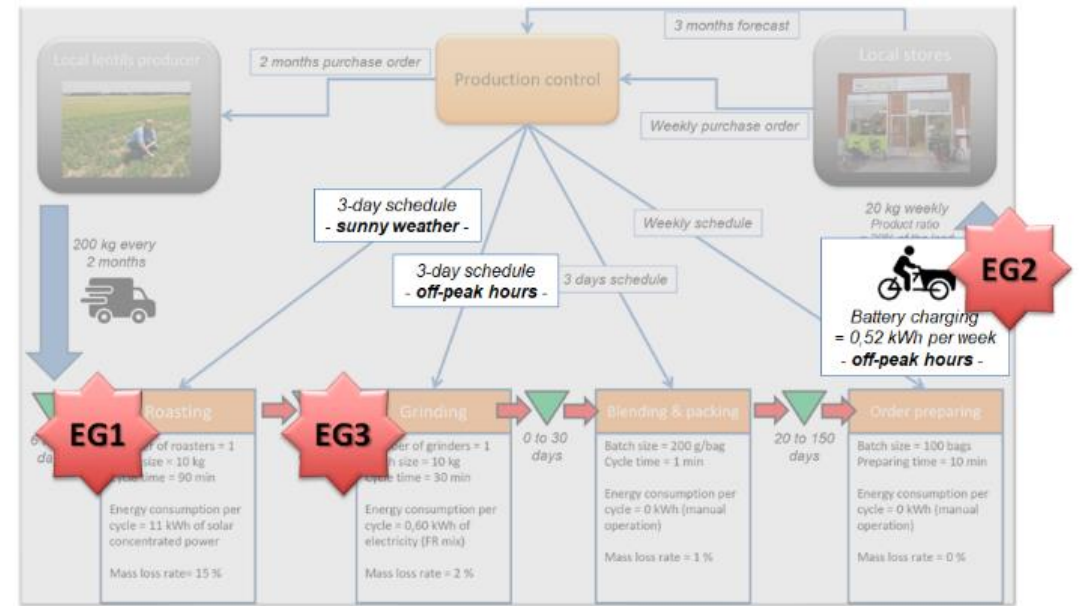 3 months forecast
Local lentils producer
2 months purchase order
Production control
Local stores
Weekly purchase order
3-day schedule
- sunny weather -
Weekly schedule
20 kg weekly
Product ratio
200 kg every
2 months
3-day schedule
- off-peak hours -
3 days schedule
EG2
Battery charging
= 0,52 kWh per week
- off-peak hours -
EG1
Roasting
EG3
Grinding
Blending & packing
Order preparing
0 to 30
days
20 to 150
days
er of roasters = 1
size = 10 kg
time = 90 min
Energy consumption per
cycle = 11 kWh of solar
concentrated power
Mass loss rate= 15 %
er of grinders = 1
size = 10 kg
Cycle time = 30 min
Energy consumption per
cycle = 0,60 kWh of
electricity (FR mix)
Mass loss rate = 2 %
Batch size = 200 g/bag
Cycle time = 1 min
Energy consumption per
cycle = 0 kWh (manual
operation)
Mass loss rate = 1 %
Batch size = 100 bags
Preparing time = 10 min
Energy consumption per
cycle = 0 kWh (manual
operation)
Mass loss rate = 0 %